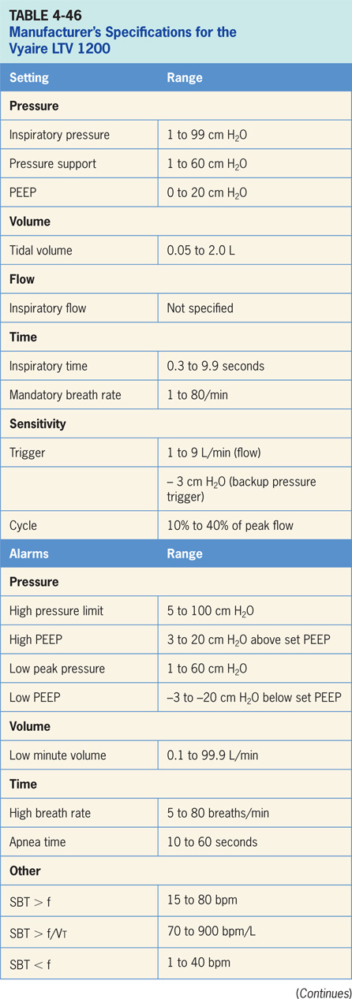 TABLE 4-46
Manufacturer's Specifications for the
Vyaire LTV 1200
Setting Range
Pressure
Inspiratory pressure 1 to 99 cm H₂O
Pressure support 1 to 60 cm H₂O
PEEP 0 to 20 cm H₂O
Volume
Tidal volume 0.05 to 2.0 L
Flow
Inspiratory flow Not specified
Time
Inspiratory time 0.3 to 9.9 seconds
Mandatory breath rate 1 to 80/min
Sensitivity
Trigger 1 to 9 L/min (flow)
– 3 cm H₂O (backup pressure
trigger)
Cycle 10% to 40% of peak flow
Alarms Range
Pressure
High pressure limit 5 to 100 cm H₂O
High PEEP 3 to 20 cm H₂O above set PEEP
Low peak pressure 1 to 60 cm H₂O
Low PEEP –3 to –20 cm H₂O below set PEEP
Volume
Low minute volume 0.1 to 99.9 L/min
Time
High breath rate 5 to 80 breaths/min
Apnea time 10 to 60 seconds
Other
SBT > f 15 to 80 bpm
SBT > f/VT 70 to 900 bpm/L
SBT < f 1 to 40 bpm
(Continues)